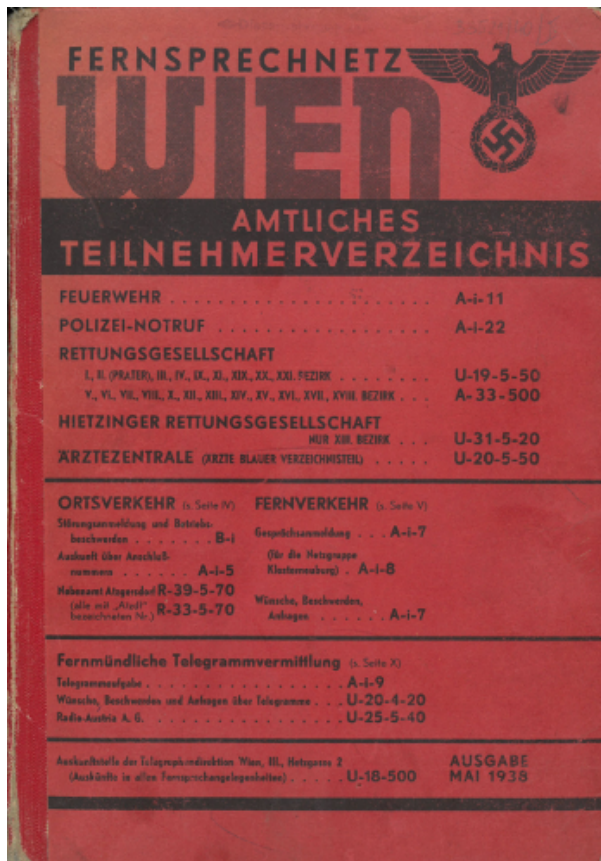 FERNSPRECHNETZ
WIEN
AMTLICHES
TEILNEHMERVERZEICHNIS
FEUERWEHR . . . . . . . . . . . . . . . . . . . . A-i-11
POLIZEI-NOTRUF . . . . . . . . . . . . . . . . . A-i-22
RETTUNGSGESELLSCHAFT
I., II. (PRATER), III., IV., IX., XI., XIX., XX., XXI. BEZIRK . . . . . . . . U-19-5-50
V., VI., VII., VIII., X., XII., XIII., XIV., XV., XVI., XVII., XVIII. BEZIRK . . . A-33-500
HIETZINGER RETTUNGSGESELLSCHAFT
NUR XIII. BEZIRK . . . U-31-5-20
ÄRZTEZENTRALE (ÄRZTE BLAUER VERZEICHNISTEIL) . . . . . U-20-5-50
ORTSVERKEHR (s. Seite IV)
Störungsanmeldung und Betriebs-
beschwerden . . . . . . . B-i
Auskunft über Anschluß-
nummern . . . . . . A-i-5
Nebenamt Atzgersdorf R-39-5-70
(alle mit „Atzdf“
bezeichneten Nr.) R-33-5-70
FERNVERKEHR (s. Seite V)
Gesprächsanmeldung . . . A-i-7
(für die Netzgruppe
Klosterneuburg) . A-i-8
Wünsche, Beschwerden,
Anfragen . . . . . . A-i-7
Fernmündliche Telegrammvermittlung (s. Seite X)
Telegrammaufgabe . . . . . . . . . . . . . . . . . A-i-9
Wünsche, Beschwerden und Anfragen über Telegramme . . . U-20-4-20
Radio-Austria A. G. . . . . . . . . . . . . . . . . U-25-5-40
Auskunftstelle der Telegraphendirektion Wien, III., Hetzgasse 2
(Auskünfte in allen Fernsprechangelegenheiten) . . . . . U-18-500
AUSGABE
MAI 1938